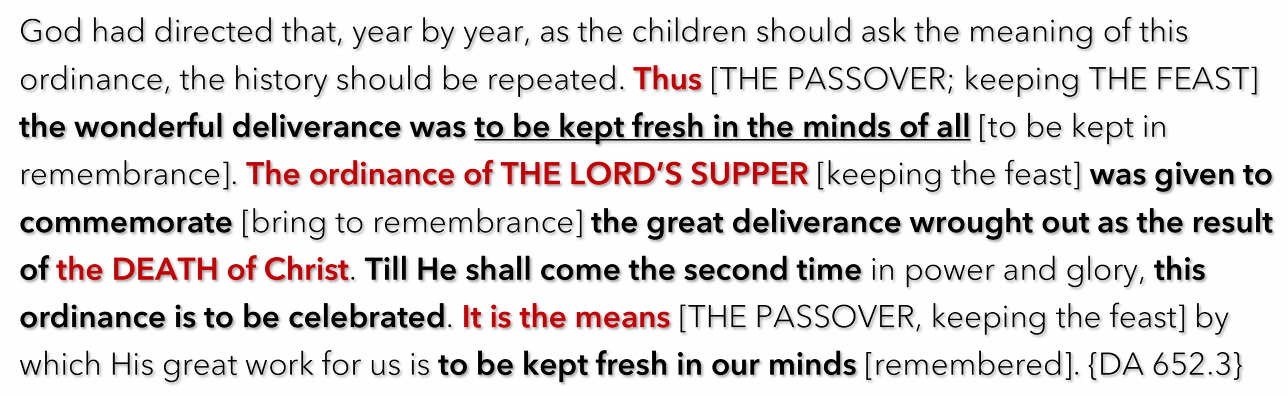 God had directed that, year by year, as the children should ask the meaning of this
ordinance, the history should be repeated. Thus [THE PASSOVER; keeping THE FEAST]
the wonderful deliverance was to be kept fresh in the minds of all [to be kept in
remembrance]. The ordinance of THE LORD’S SUPPER [keeping the feast] was given to
commemorate [bring to remembrance] the great deliverance wrought out as the result
of the DEATH of Christ. Till He shall come the second time in power and glory, this
ordinance is to be celebrated. It is the means [THE PASSOVER, keeping the feast] by
which His great work for us is to be kept fresh in our minds [remembered]. {DA 652.3}